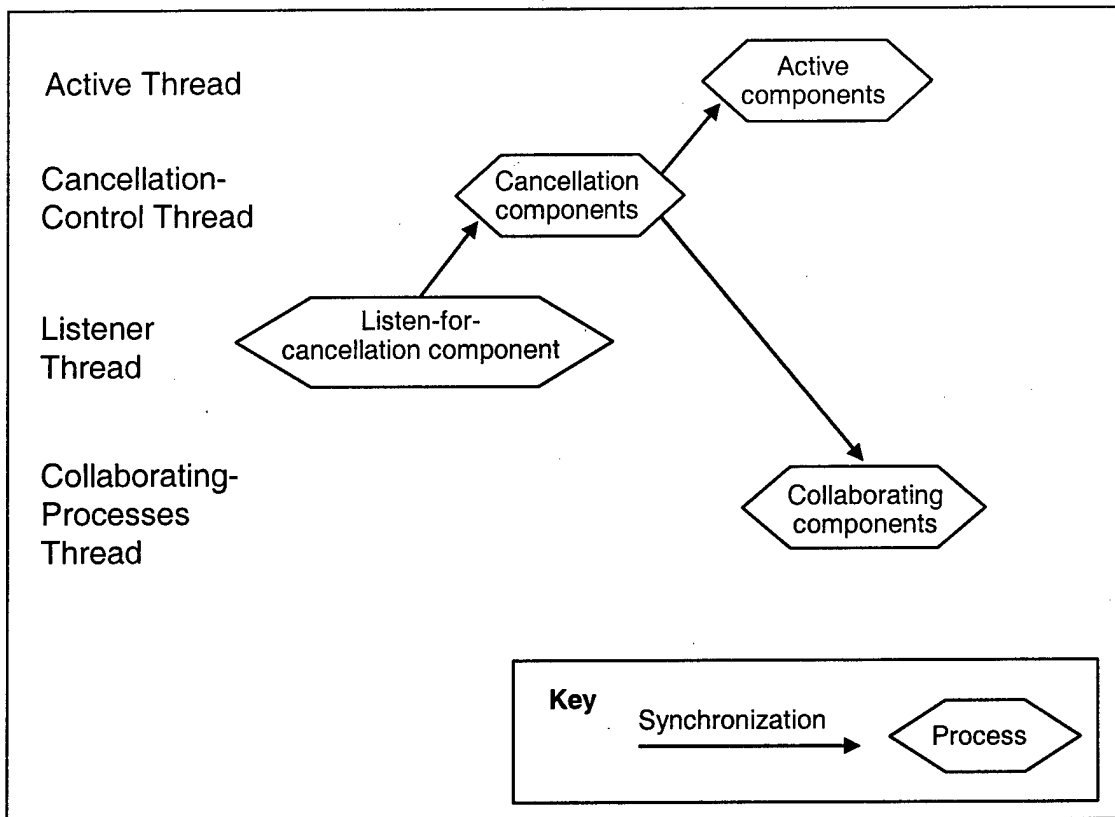 Active Thread
Active
components
Cancellation-
Control Thread
Cancellation
components
Listener
Thread
Listen-for-
cancellation component
Collaborating-
Processes
Thread
Collaborating
components
Key
Synchronization
Process